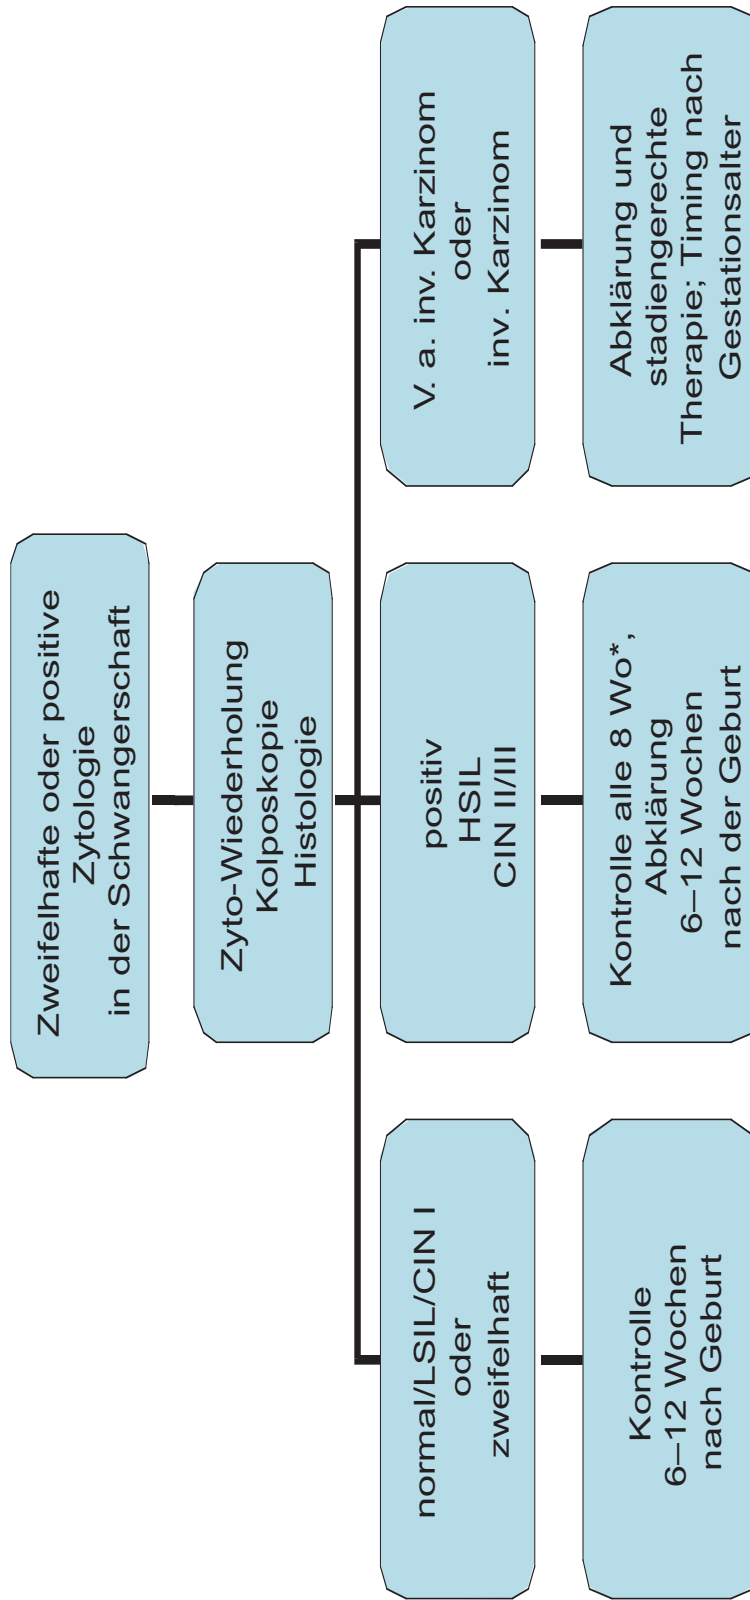 Zweifelhafte oder positive
Zytologie
in der Schwangerschaft
Zyto-Wiederholung
Kolposkopie
Histologie
normal/LSIL/CIN I
oder
zweifelhaft
positiv
HSIL
CIN II/III
V. a. inv. Karzinom
oder
inv. Karzinom
Kontrolle
6–12 Wochen
nach Geburt
Kontrolle alle 8 Wo*,
Abklärung
6–12 Wochen
nach der Geburt
Abklärung und
stadiengerechte
Therapie; Timing nach
Gestationsalter